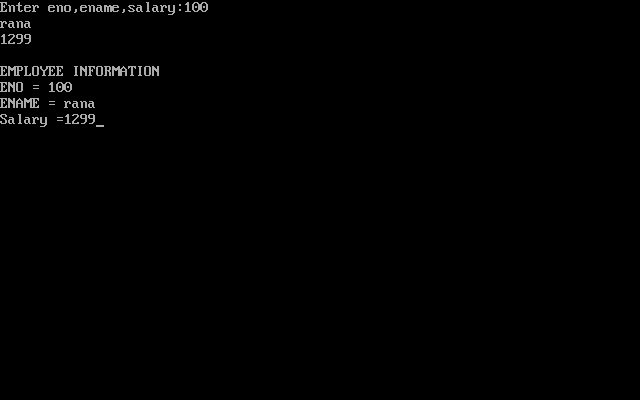 Enter eno,ename,salary:100
rana
1299
EMPLOYEE INFORMATION
ENO = 100
ENAME = rana
Salary =1299_